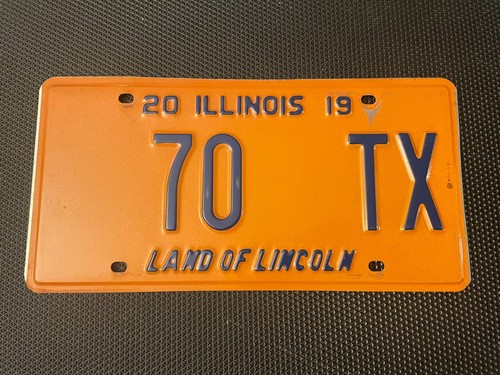 20 ILLINOIS 19
70 TX
LAND OF LINCOLN